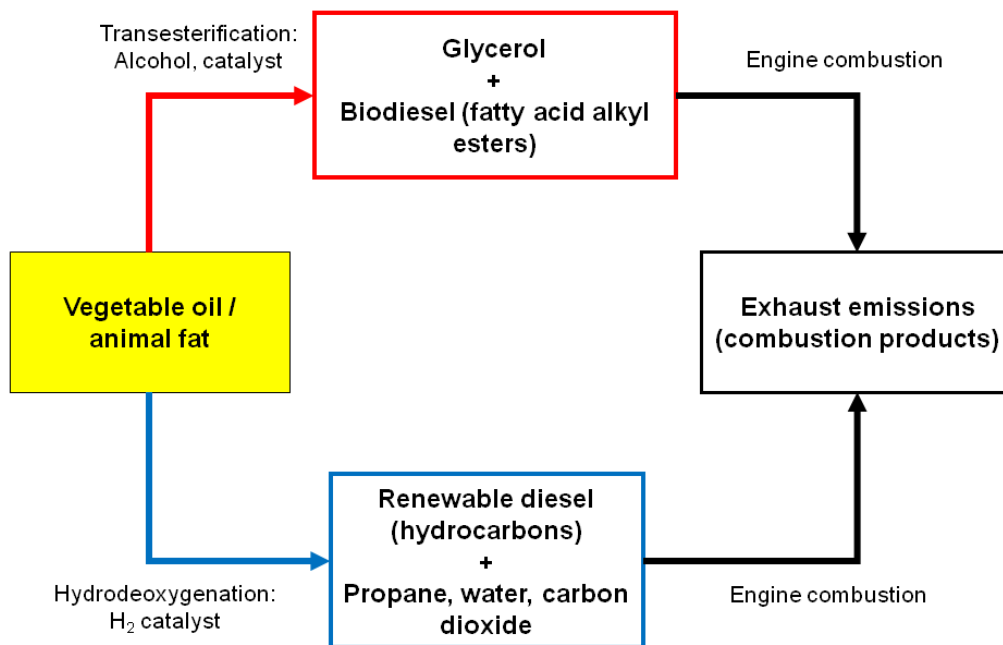 Transesterification:
Alcohol, catalyst
Glycerol
+
Biodiesel (fatty acid alkyl
esters)
Engine combustion
Vegetable oil /
animal fat
Exhaust emissions
(combustion products)
Hydrodeoxygenation:
H₂ catalyst
Renewable diesel
(hydrocarbons)
+
Propane, water, carbon
dioxide
Engine combustion